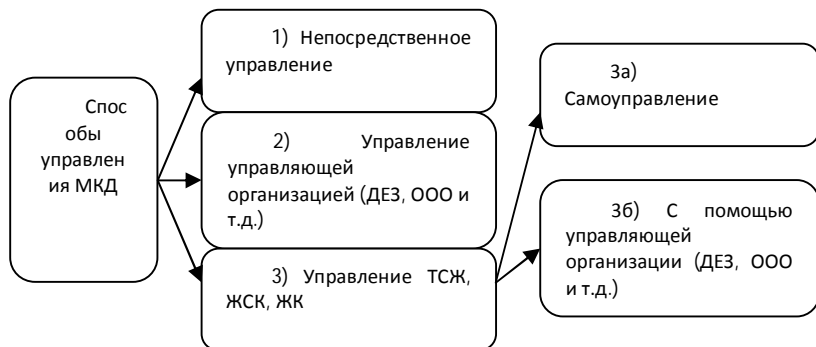 Спос
обы
управлен
ия МКД
1) Непосредственное
управление
2) Управление
управляющей
организацией (ДЕЗ, ООО и
т.д.)
3) Управление ТСЖ,
ЖСК, ЖК
3а)
Самоуправление
3б) С помощью
управляющей
организации (ДЕЗ, ООО
и т.д.)